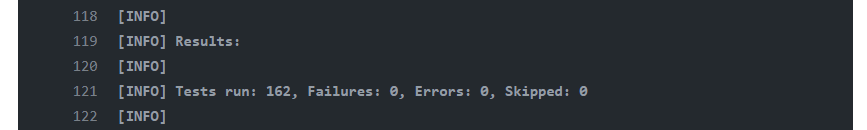 118 [INFO]
119 [INFO] Results:
120 [INFO]
121 [INFO] Tests run: 162, Failures: 0, Errors: 0, Skipped: 0
122 [INFO]